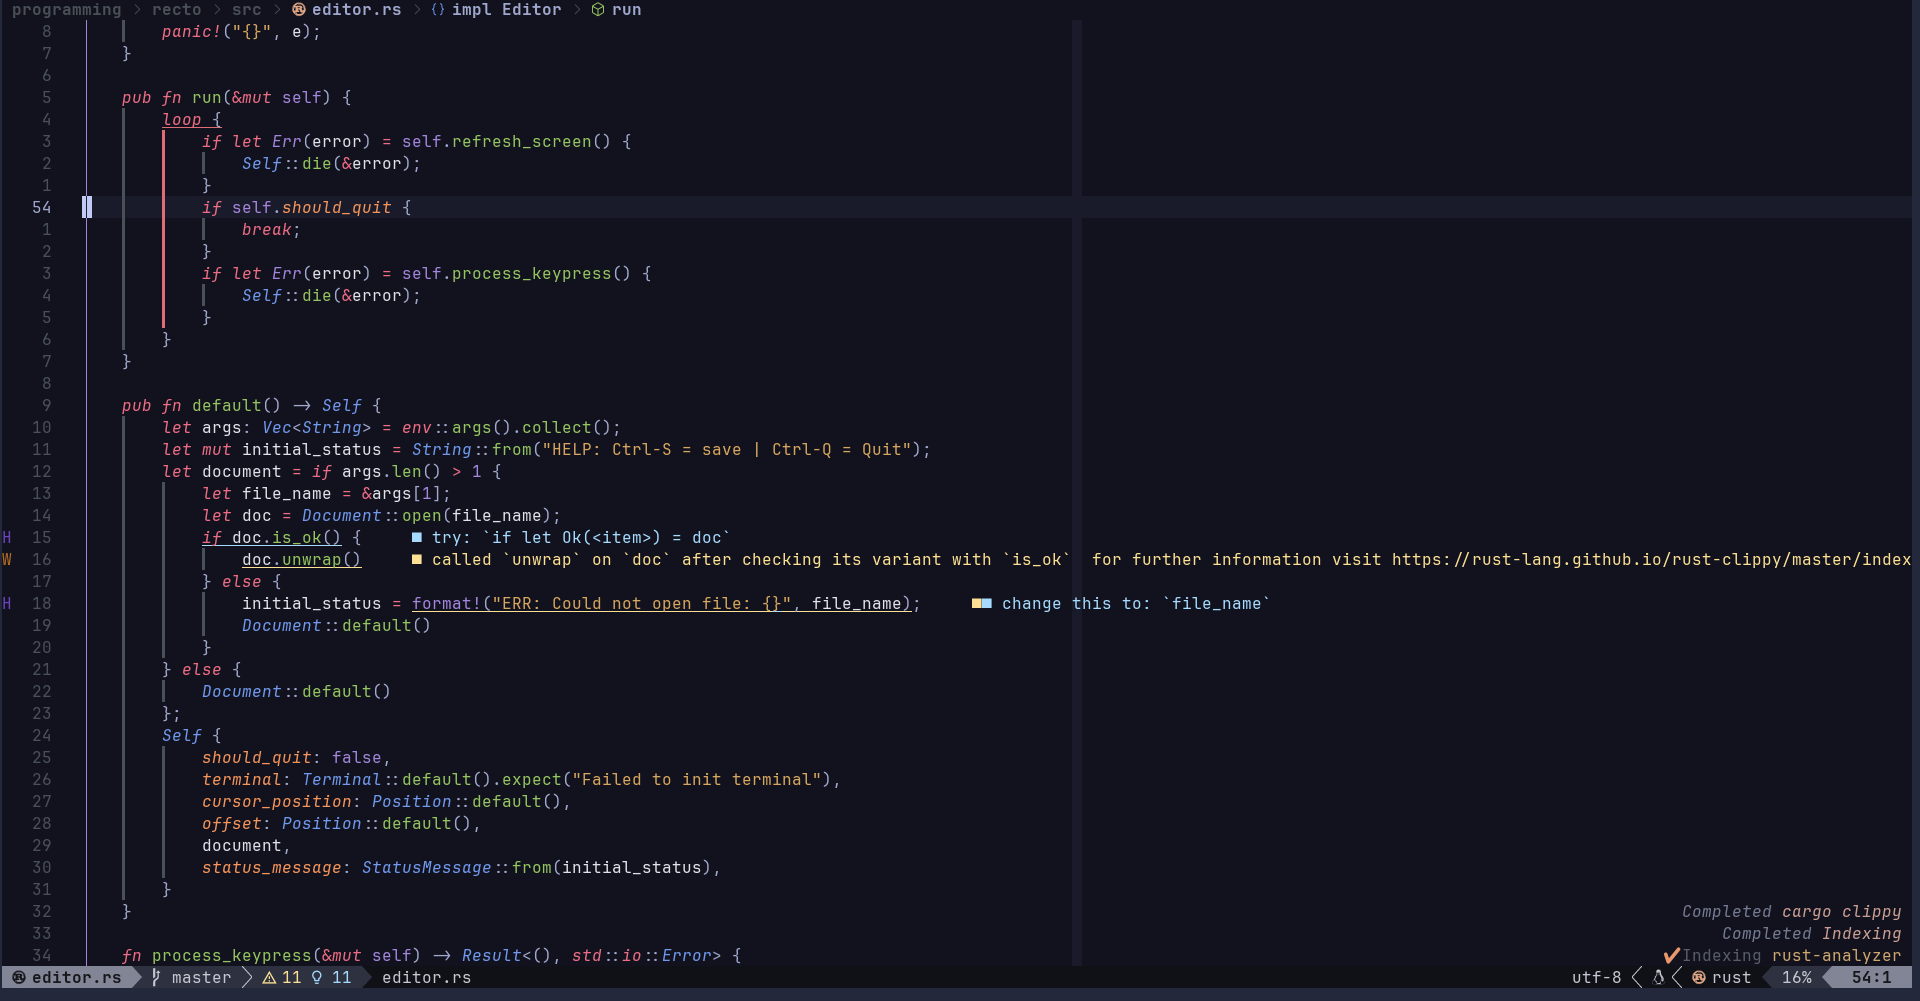 programming > recto > src > editor.rs > {} impl Editor > run
8 panic!("{}", e);
7 }
6
5 pub fn run(&mut self) {
4 loop {
3 if let Err(error) = self.refresh_screen() {
2 Self::die(&error);
1 }
54 if self.should_quit {
1 break;
2 }
3 if let Err(error) = self.process_keypress() {
4 Self::die(&error);
5 }
6 }
7 }
8
9 pub fn default() -> Self {
10 let args: Vec<String> = env::args().collect();
11 let mut initial_status = String::from("HELP: Ctrl-S = save | Ctrl-Q = Quit");
12 let document = if args.len() > 1 {
13 let file_name = &args[1];
14 let doc = Document::open(file_name);
H 15 if doc.is_ok() { ■ try: `if let Ok(<item>) = doc`
W 16 doc.unwrap() ■ called `unwrap` on `doc` after checking its variant with `is_ok` for further information visit https://rust-lang.github.io/rust-clippy/master/index
17 } else {
H 18 initial_status = format!("ERR: Could not open file: {}", file_name); ■■ change this to: `file_name`
19 Document::default()
20 }
21 } else {
22 Document::default()
23 };
24 Self {
25 should_quit: false,
26 terminal: Terminal::default().expect("Failed to init terminal"),
27 cursor_position: Position::default(),
28 offset: Position::default(),
29 document,
30 status_message: StatusMessage::from(initial_status),
31 }
32 } Completed cargo clippy
33 Completed Indexing
34 fn process_keypress(&mut self) -> Result<(), std::io::Error> { ✔Indexing rust-analyzer
editor.rs master 11 11 editor.rs utf-8 rust 16% 54:1